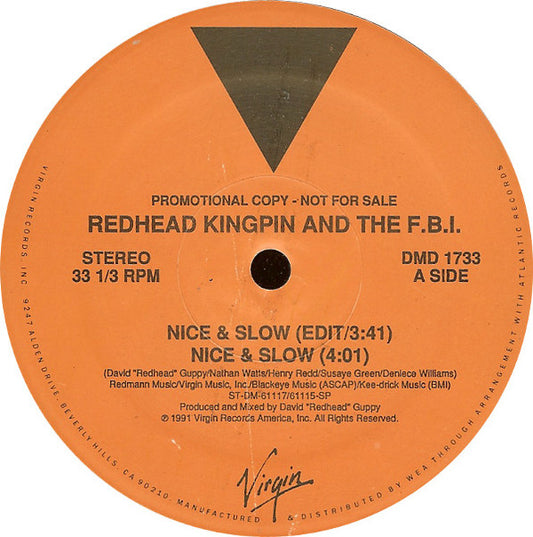 PROMOTIONAL COPY - NOT FOR SALE
REDHEAD KINGPIN AND THE F.B.I.
STEREO
33 1/3 RPM
DMD 1733
A SIDE
NICE & SLOW (EDIT/3:41)
NICE & SLOW (4:01)
(David "Redhead" Guppy/Nathan Watts/Henry Redd/Susaye Green/Deniece Williams)
Redmann Music/Virgin Music, Inc./Blackeye Music (ASCAP)/Kee-drick Music (BMI)
ST-DM-61117/61115-SP
Produced and Mixed by David "Redhead" Guppy
℗ 1991 Virgin Records America, Inc. All Rights Reserved.
Virgin
VIRGIN RECORDS, INC. 9247 ALDEN DRIVE, BEVERLY HILLS, CA 90210. MANUFACTURED & DISTRIBUTED BY WEA THROUGH ARRANGEMENT WITH ATLANTIC RECORDS